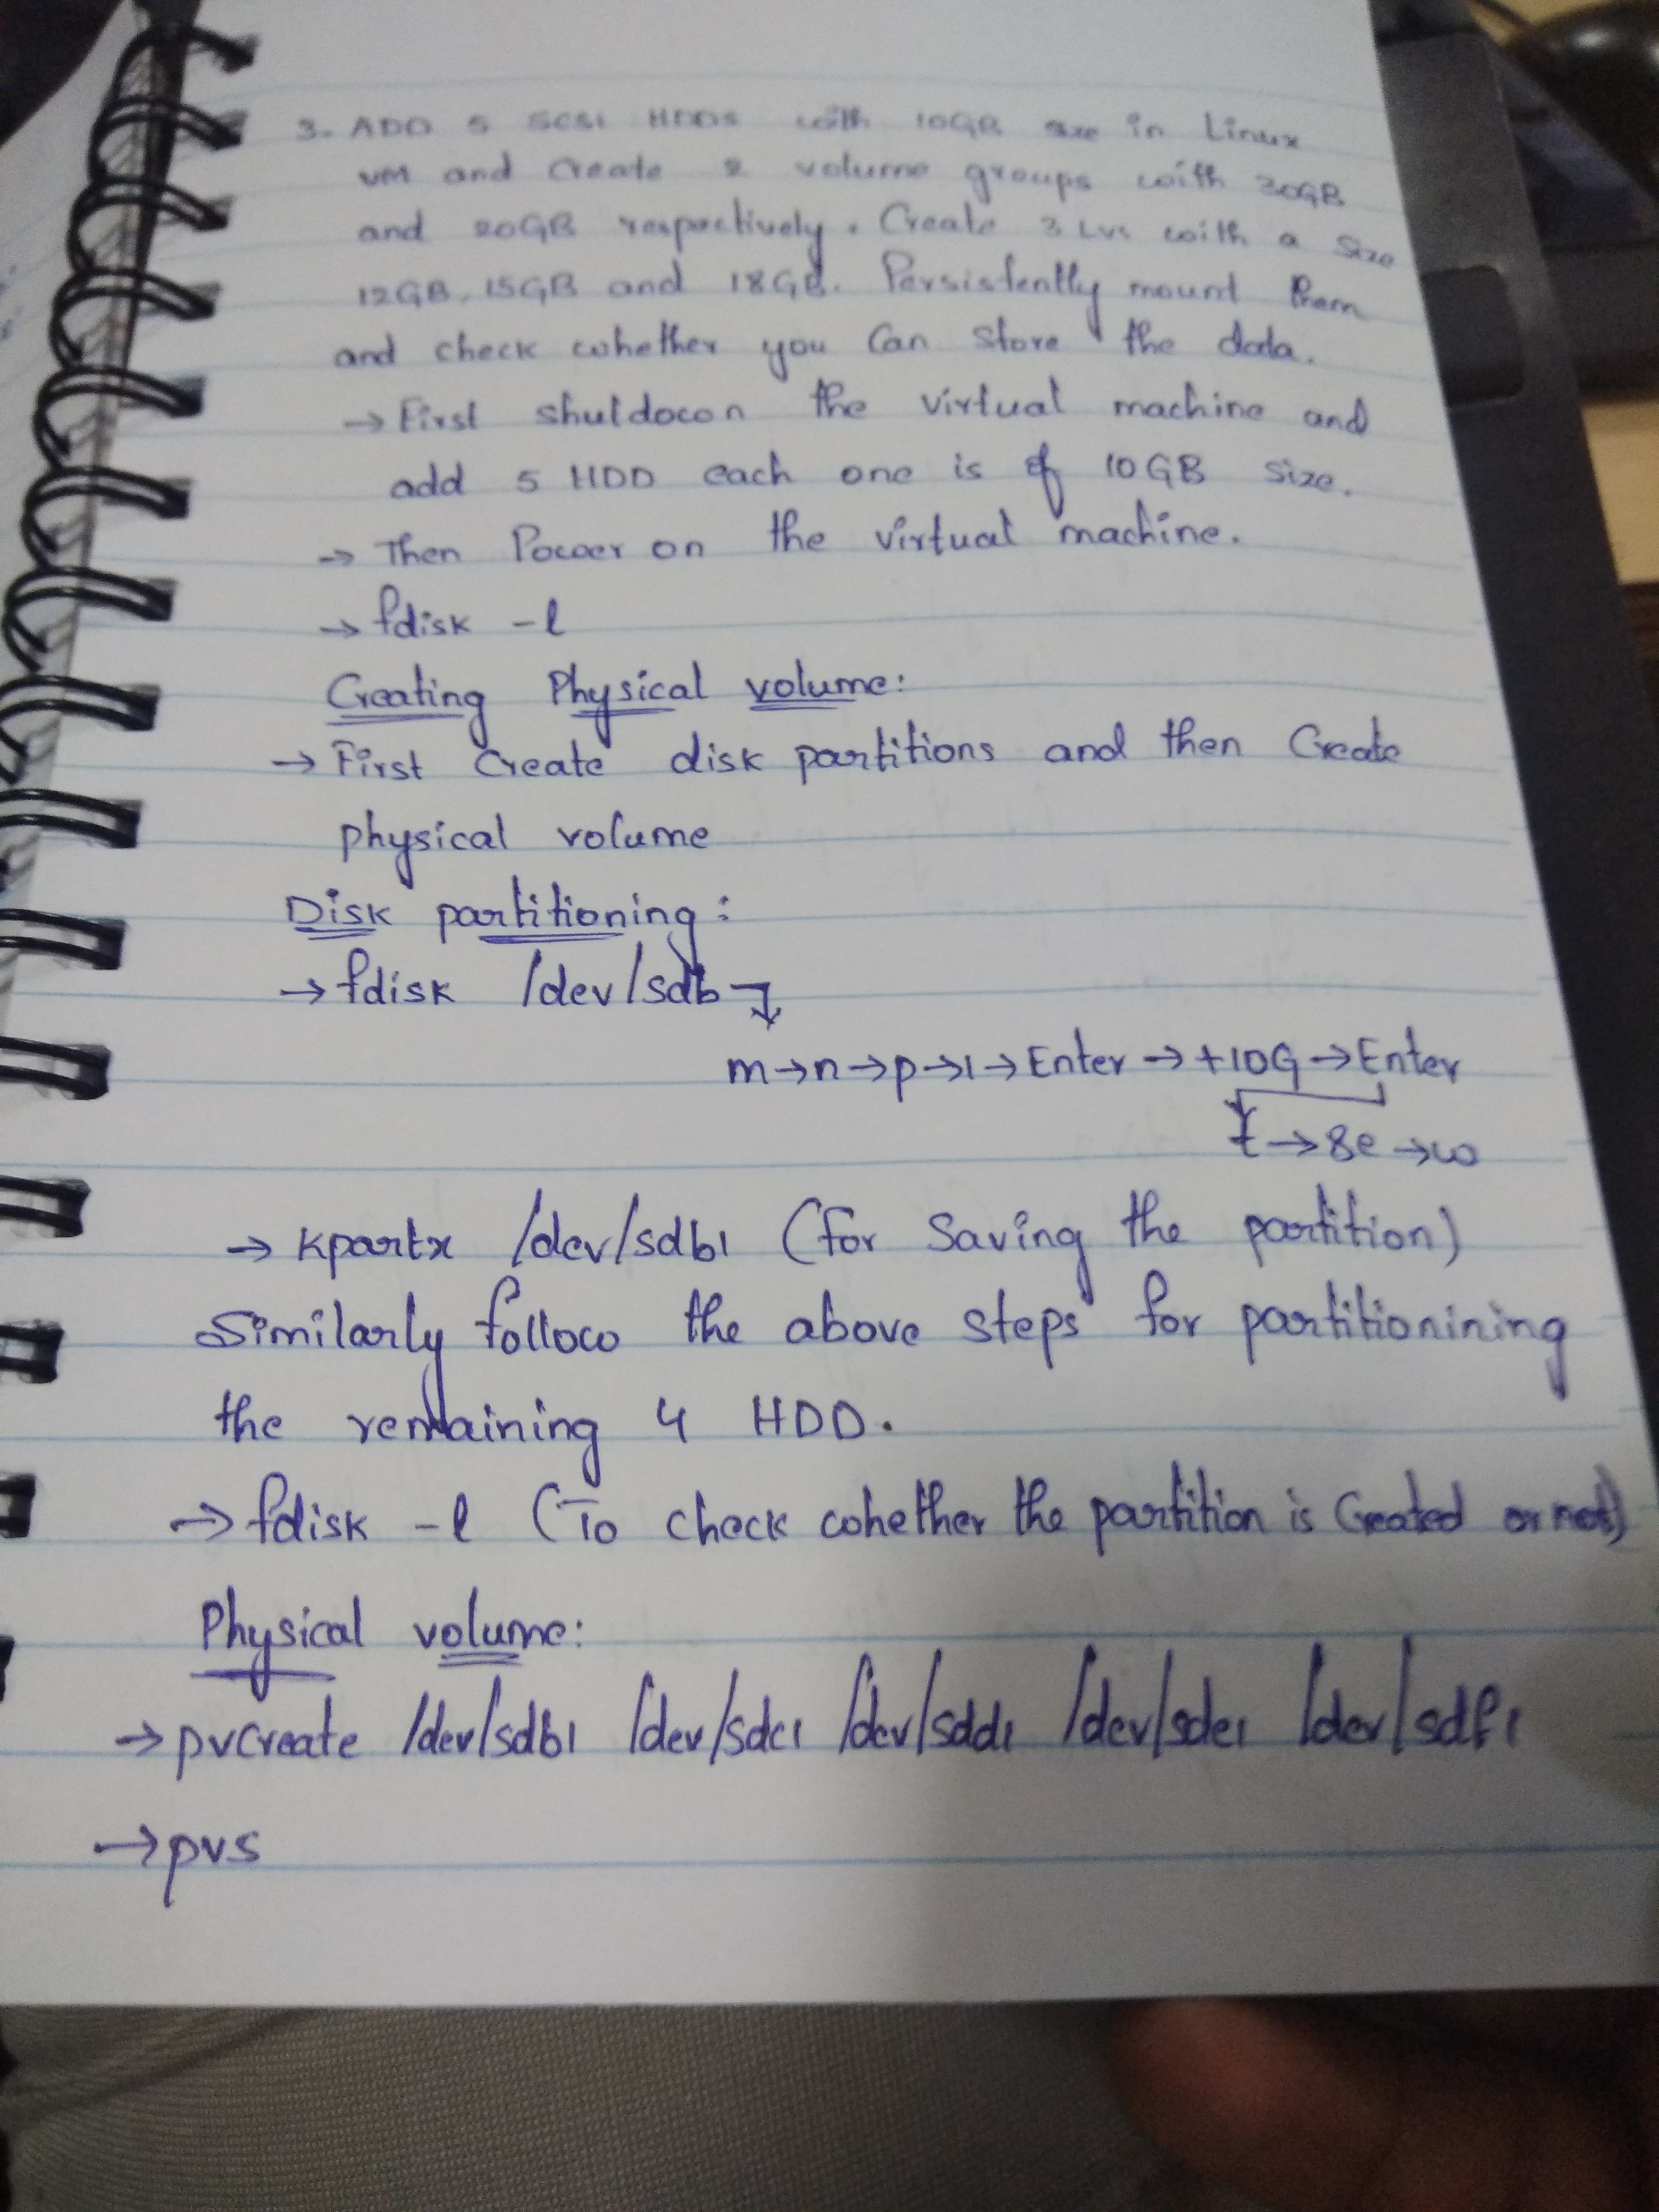 3. ADD 5 SCSI HDDs with 10GB size in Linux
VM and Create 2 volume groups with 30GB
and 20GB respectively. Create 3 LVs with a size
12GB, 15GB and 18GB. Persistently mount them
and check whether you Can store the data.
→ First shutdown the virtual machine and
add 5 HDD each one is of 10GB size.
→ Then Power on the virtual machine.
→ fdisk -l
Creating Physical volume:
→ First Create disk partitions and then Create
physical volume
Disk partitioning:
→ fdisk /dev/sdb
m→n→p→1→Enter→+10G→Enter
t→8e→w
→ kpartx /dev/sdb1 (for Saving the partition)
Similarly follow the above steps for partitionining
the remaining 4 HDD.
→ fdisk -l (To check whether the partition is Created or not)
Physical volume:
→ pvcreate /dev/sdb1 /dev/sdc1 /dev/sdd1 /dev/sde1 /dev/sdf1
→ pvs